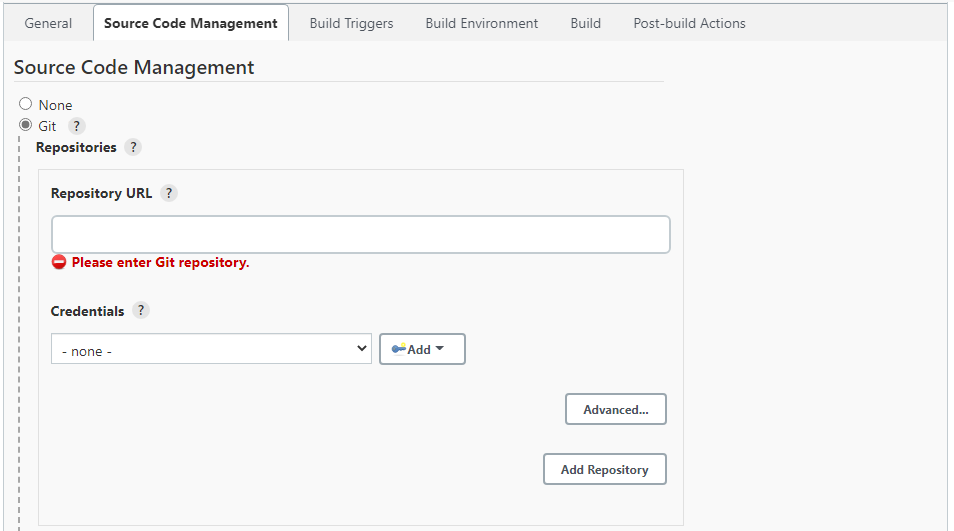 General Source Code Management Build Triggers Build Environment Build Post-build Actions
Source Code Management
None
Git ?
Repositories ?
Repository URL ?
Please enter Git repository.
Credentials ?
- none - Add
Advanced...
Add Repository